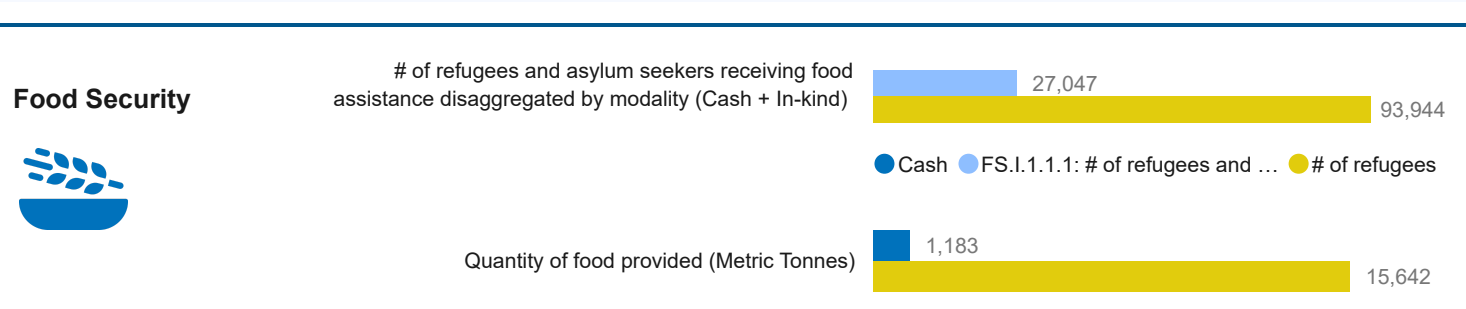 Food Security
# of refugees and asylum seekers receiving food
assistance disaggregated by modality (Cash + In-kind)
27,047
93,944
Cash FS.I.1.1.1: # of refugees and … # of refugees
Quantity of food provided (Metric Tonnes)
1,183
15,642